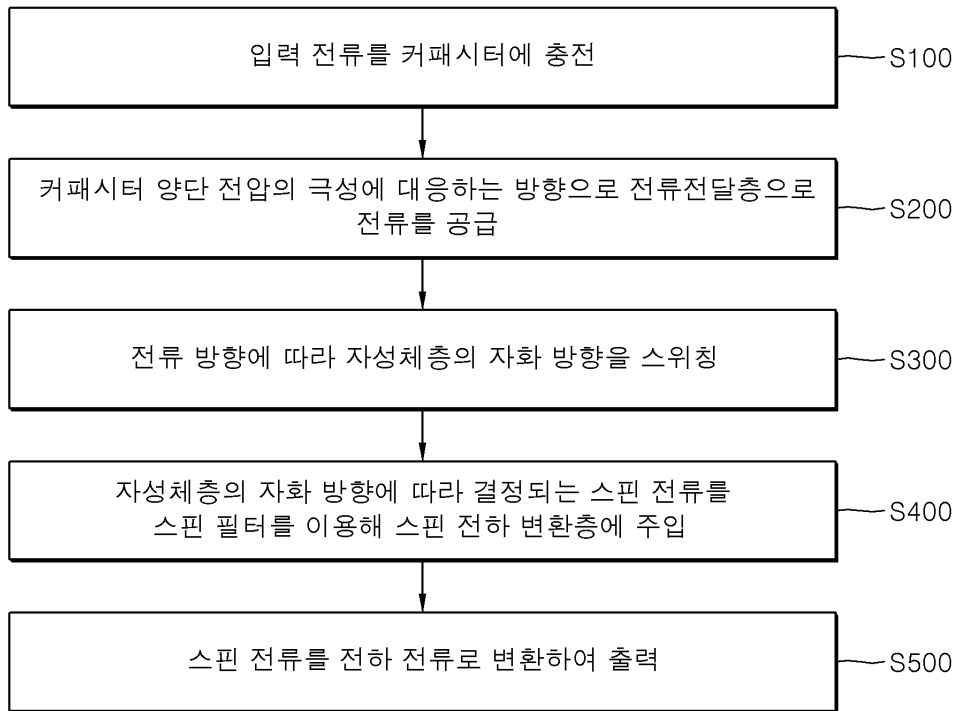 입력 전류를 커패시터에 충전
S100
커패시터 양단 전압의 극성에 대응하는 방향으로 전류전달층으로
전류를 공급
S200
전류 방향에 따라 자성체층의 자화 방향을 스위칭
S300
자성체층의 자화 방향에 따라 결정되는 스핀 전류를
스핀 필터를 이용해 스핀 전하 변환층에 주입
S400
스핀 전류를 전하 전류로 변환하여 출력
S500